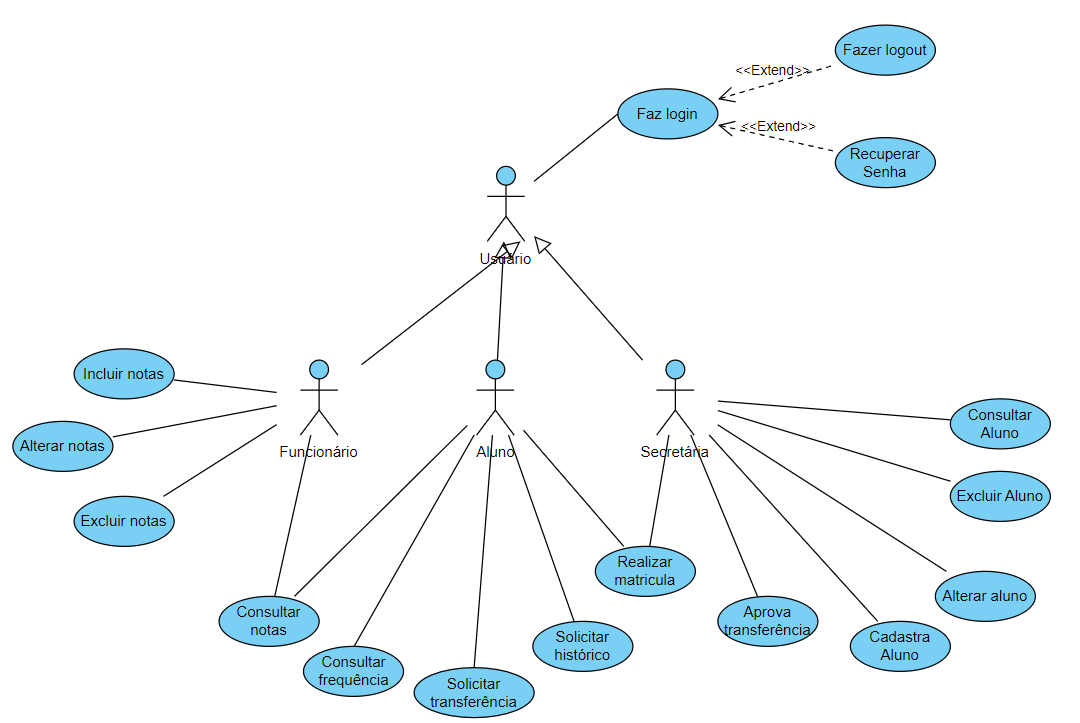 Fazer logout
<<Extend>>
Faz login
<<Extend>>
Recuperar
Senha
Usuário
Incluir notas
Alterar notas
Excluir notas
Funcionário
Aluno
Secretária
Consultar
Aluno
Excluir Aluno
Alterar aluno
Realizar
matricula
Consultar
notas
Aprova
transferência
Cadastra
Aluno
Solicitar
histórico
Consultar
frequência
Solicitar
transferência